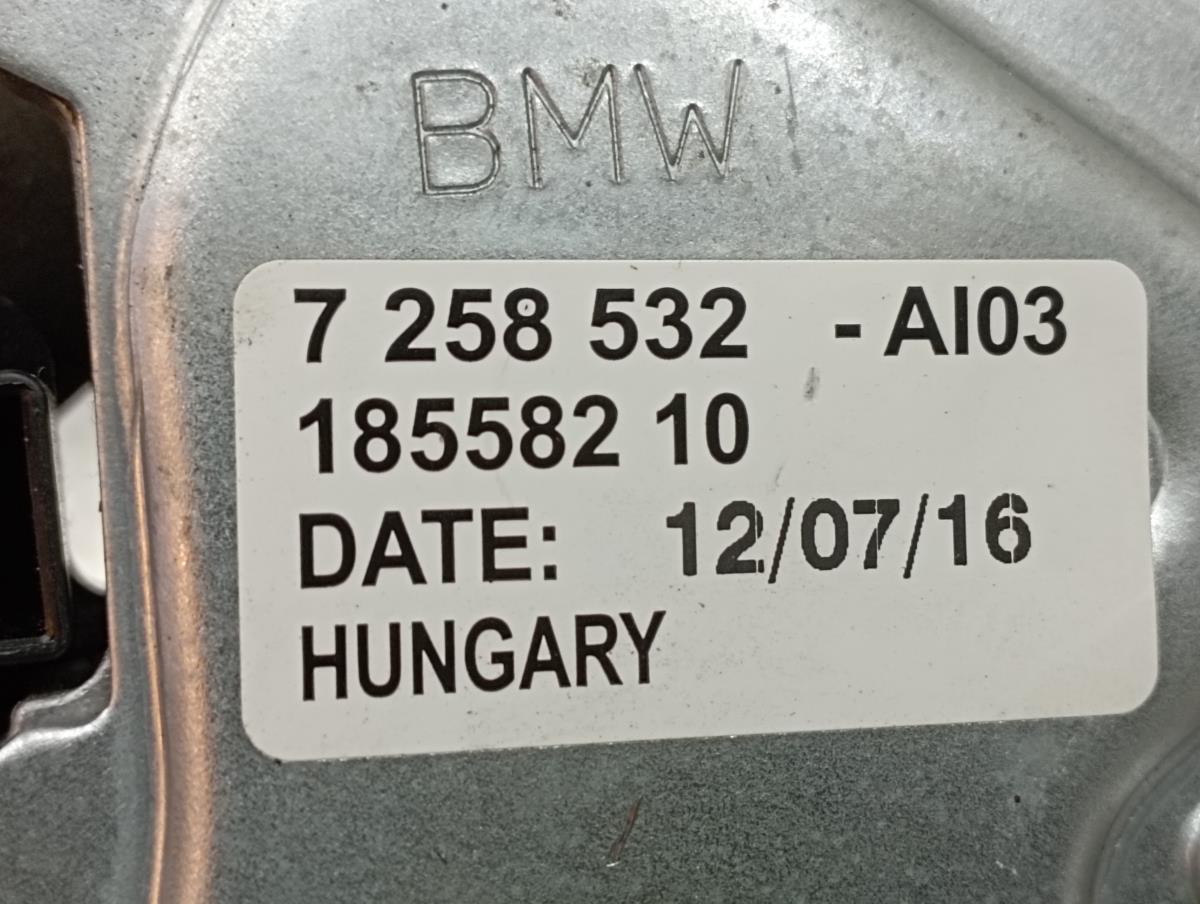 BMW
7 258 532 - AI03
185582 10
DATE: 12/07/16
HUNGARY